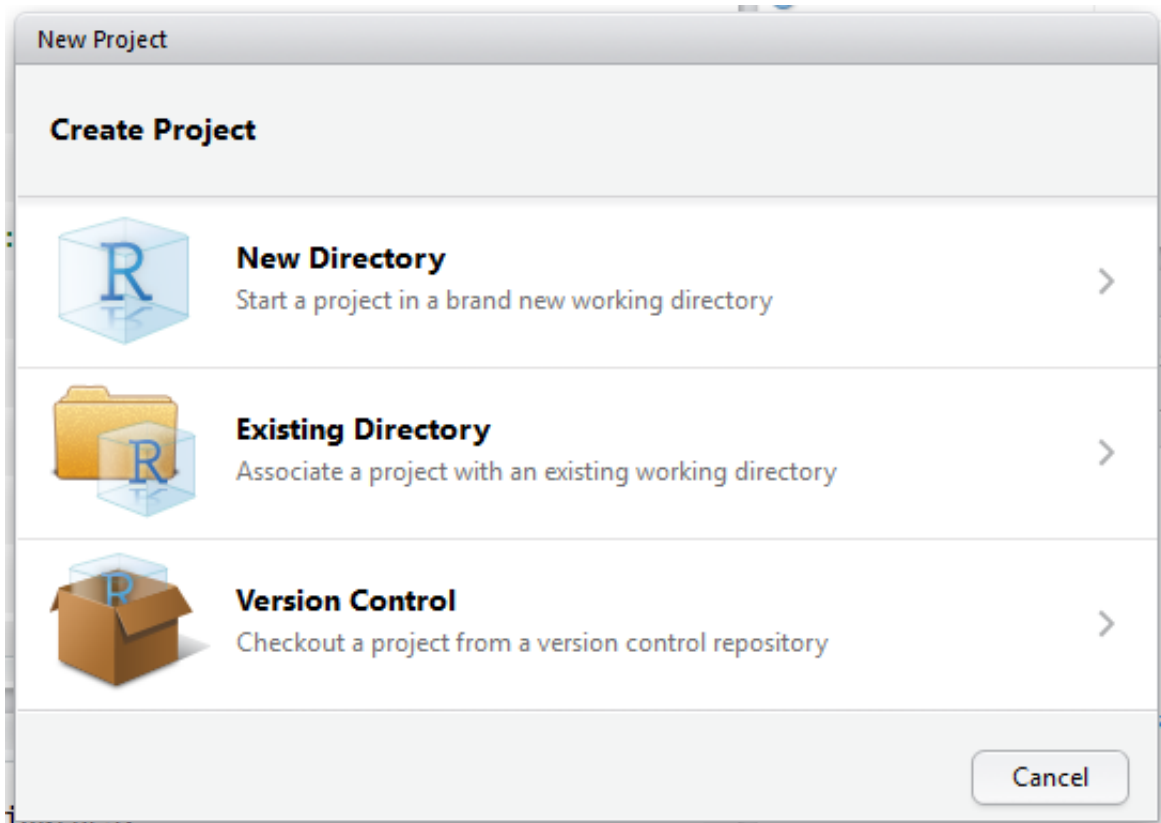 New Project
Create Project
R
New Directory
Start a project in a brand new working directory
R
Existing Directory
Associate a project with an existing working directory
R
Version Control
Checkout a project from a version control repository
Cancel